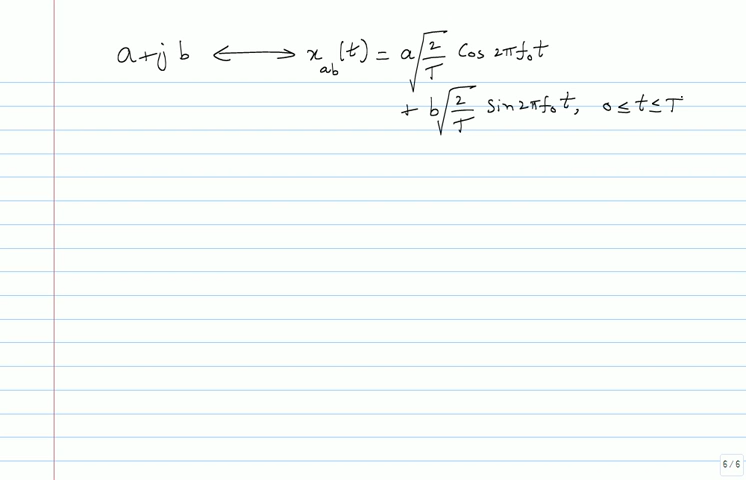 a+jb ⟷ x_ab(t) = a√(2/T) Cos 2πf₀t
+ b√(2/T) Sin 2πf₀t, 0 ≤ t ≤ T
6 / 6